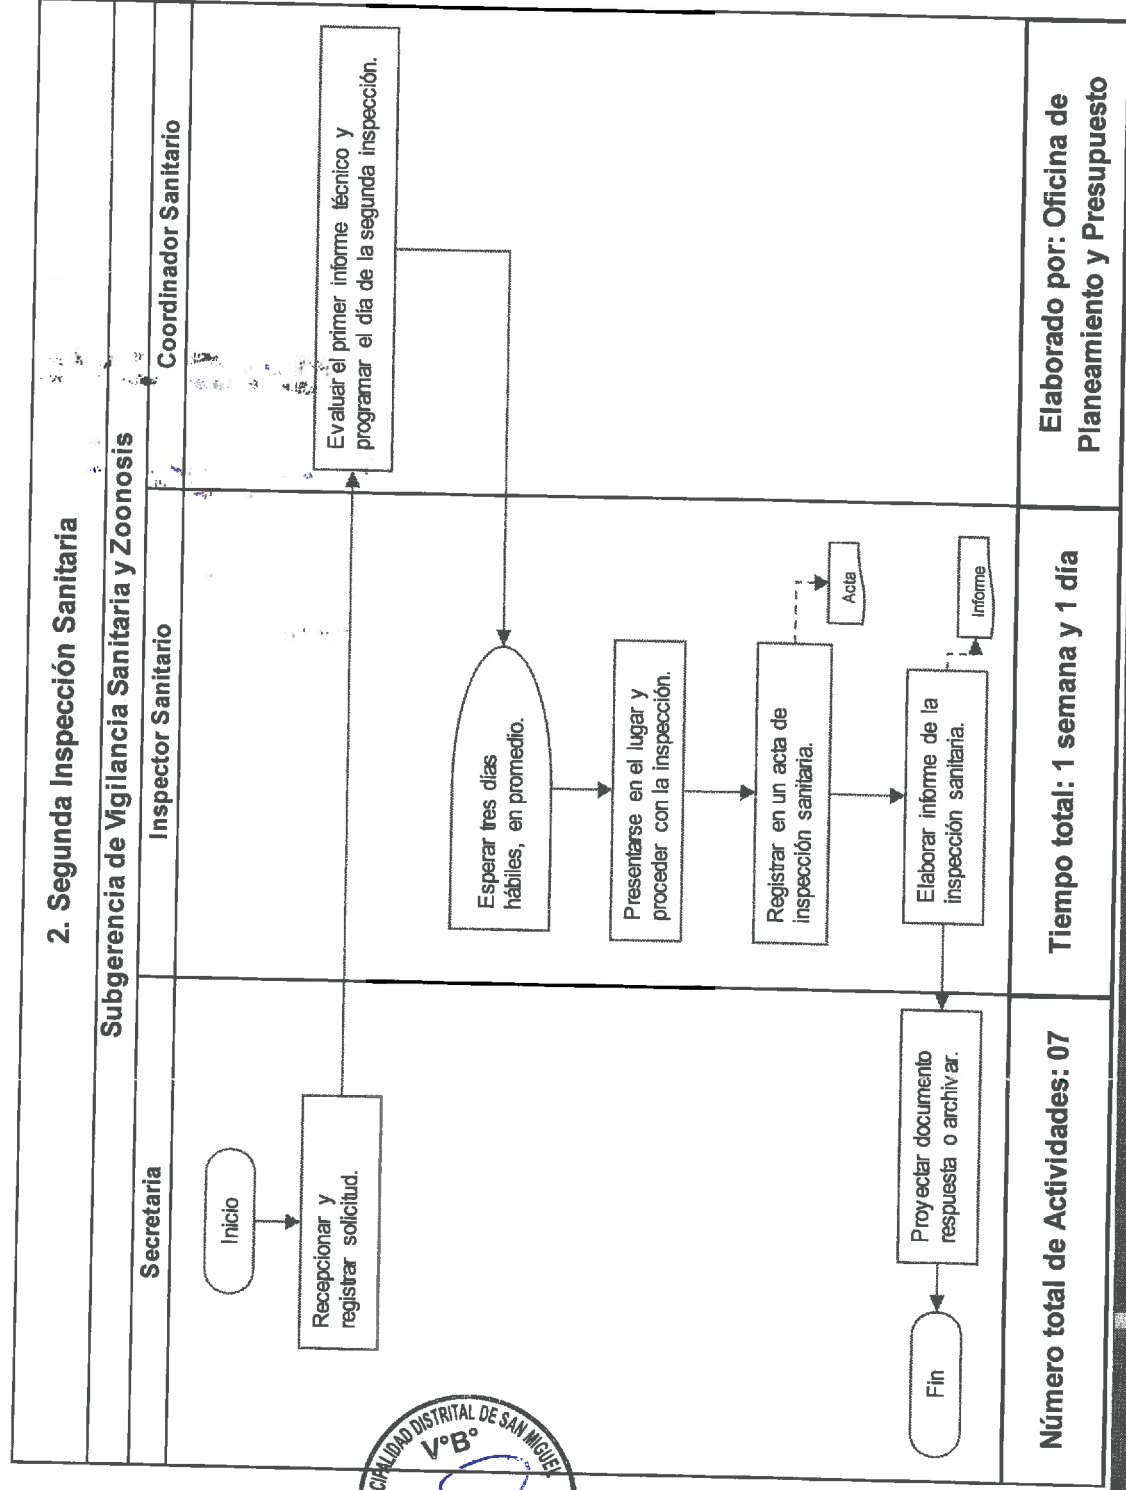 2. Segunda Inspección Sanitaria
Subgerencia de Vigilancia Sanitaria y Zoonosis
Secretaria
Inspector Sanitario
Coordinador Sanitario
Inicio
Recepcionar y
registrar solicitud.
Evaluar el primer informe técnico y
programar el día de la segunda inspección.
Esperar tres días
hábiles, en promedio.
Presentarse en el lugar y
proceder con la inspección.
Registrar en un acta de
inspección sanitaria.
Acta
Elaborar informe de la
inspección sanitaria.
Informe
Proyectar documento
respuesta o archivar.
Fin
Número total de Actividades: 07
Tiempo total: 1 semana y 1 día
Elaborado por: Oficina de
Planeamiento y Presupuesto
CIPALIDAD DISTRITAL DE SAN MIGUEL
V°B°